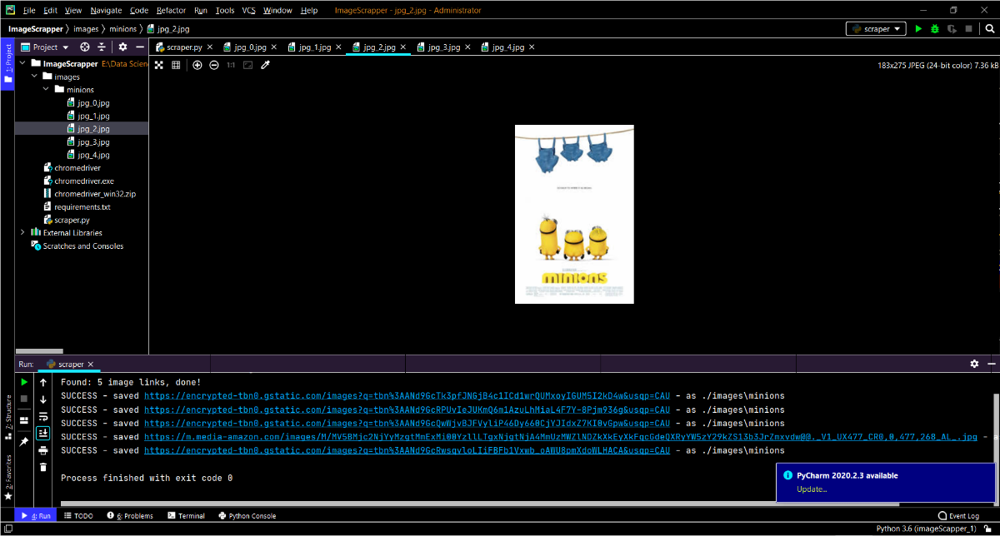 File Edit View Navigate Code Refactor Run Tools VCS Window Help ImageScrapper - jpg_2.jpg - Administrator
ImageScrapper images minions jpg_2.jpg scraper
1: Project
Project scraper.py jpg_0.jpg jpg_1.jpg jpg_2.jpg jpg_3.jpg jpg_4.jpg
ImageScrapper E:\Data Scien
1:1 183x275 JPEG (24-bit color) 7.36 kB
images
minions
jpg_0.jpg
jpg_1.jpg
jpg_2.jpg
jpg_3.jpg
jpg_4.jpg
chromedriver
chromedriver.exe
chromedriver_win32.zip
requirements.txt
scraper.py
External Libraries
Scratches and Consoles
minions
Run: scraper
Found: 5 image links, done!
SUCCESS - saved https://encrypted-tbn0.gstatic.com/images?q=tbn%3AANd9GcTk3pfJNGjB4c1ICd1wrQUMxoyIGUM5I2kD4w&usqp=CAU - as ./images\minions
SUCCESS - saved https://encrypted-tbn0.gstatic.com/images?q=tbn%3AANd9GcRPUvIeJUKmQ6m1AzuLhMiaL4F7Y-8Pjm936g&usqp=CAU - as ./images\minions
SUCCESS - saved https://encrypted-tbn0.gstatic.com/images?q=tbn%3AANd9GcQwWjvBJFVyliP46Dy660CjYJIdxZ7KI0vGpw&usqp=CAU - as ./images\minions
SUCCESS - saved https://m.media-amazon.com/images/M/MV5BMjc2NjYyMzgtMmExMi00YzllLTgxNjgtNjA4MmUzMWZlNDZkXkEyXkFqcGdeQXRyYW5zY29kZS13b3JrZmxvdw@@._V1_UX477_CR0,0,477,268_AL_.jpg - a
SUCCESS - saved https://encrypted-tbn0.gstatic.com/images?q=tbn%3AANd9GcRwsgvloLIiFBFb1Vxwb_oAWU8pmXdoWLHACA&usqp=CAU - as ./images\minions
Process finished with exit code 0
Z: Structure
2: Favorites
PyCharm 2020.2.3 available
Update...
4: Run TODO 6: Problems Terminal Python Console Event Log
Python 3.6 (imageScrapper_1)